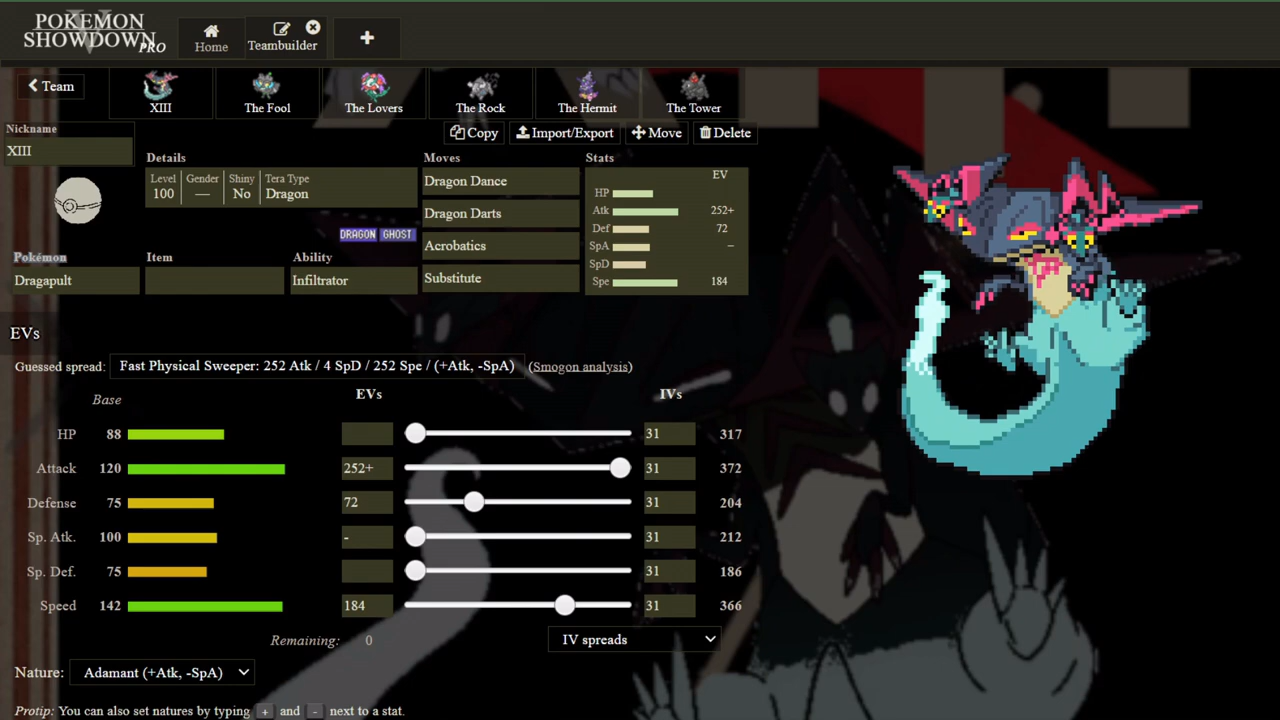 POKEMON
SHOWDOWN
PRO
Home
Teambuilder
+
Team
XIII
The Fool
The Lovers
The Rock
The Hermit
The Tower
Nickname
XIII
Copy
Import/Export
Move
Delete
Details
Level
100
Gender
—
Shiny
No
Tera Type
Dragon
DRAGON GHOST
Pokémon
Dragapult
Item
Ability
Infiltrator
Moves
Dragon Dance
Dragon Darts
Acrobatics
Substitute
Stats
EV
HP
Atk 252+
Def 72
SpA –
SpD
Spe 184
EVs
Guessed spread: Fast Physical Sweeper: 252 Atk / 4 SpD / 252 Spe / (+Atk, -SpA) (Smogon analysis)
Base EVs IVs
HP 88 31 317
Attack 120 252+ 31 372
Defense 75 72 31 204
Sp. Atk. 100 - 31 212
Sp. Def. 75 31 186
Speed 142 184 31 366
Remaining: 0
IV spreads
Nature: Adamant (+Atk, -SpA)
Protip: You can also set natures by typing + and - next to a stat.